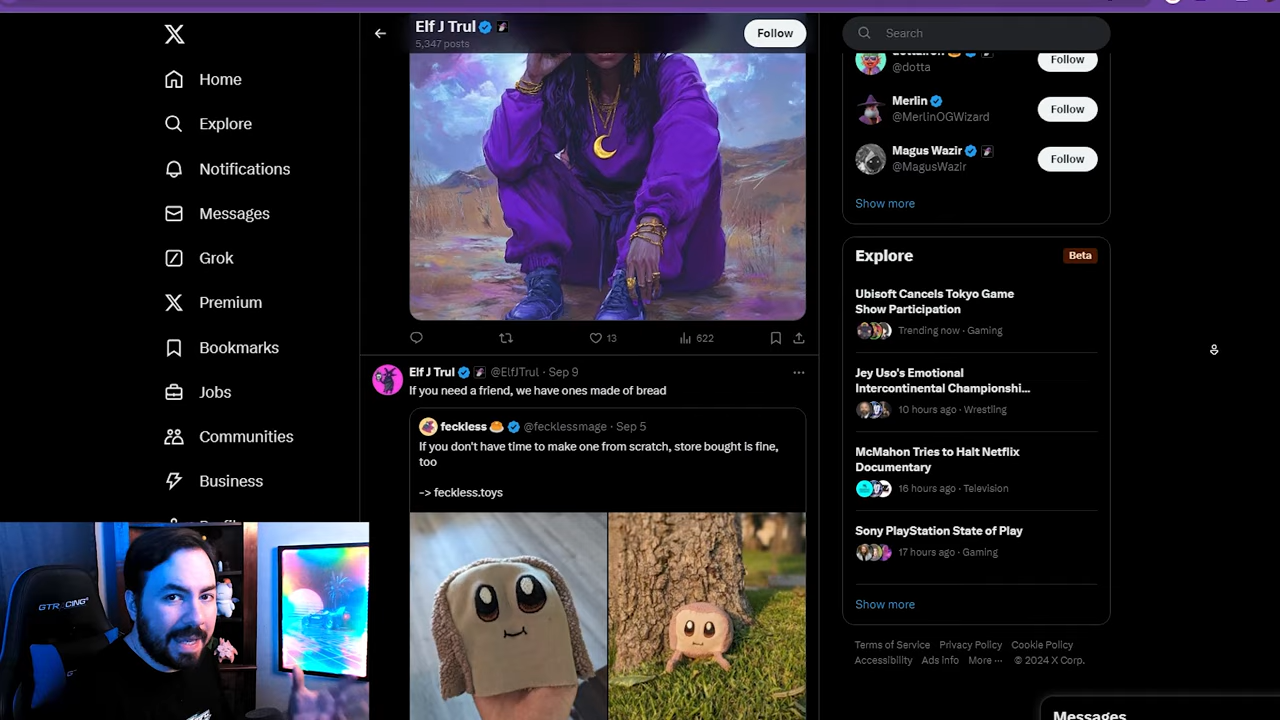 Elf J Trul
5,347 posts
Follow
Search
@dotta
Follow
Merlin
@MerlinOGWizard
Follow
Magus Wazir
@MagusWazir
Follow
Show more
Home
Explore
Notifications
Messages
Grok
Premium
Bookmarks
Jobs
Communities
Business
13
622
Elf J Trul @ElfJTrul · Sep 9
If you need a friend, we have ones made of bread
feckless @fecklessmage · Sep 5
If you don't have time to make one from scratch, store bought is fine,
too
-> feckless.toys
Explore
Beta
Ubisoft Cancels Tokyo Game
Show Participation
Trending now · Gaming
Jey Uso's Emotional
Intercontinental Championshi...
10 hours ago · Wrestling
McMahon Tries to Halt Netflix
Documentary
16 hours ago · Television
Sony PlayStation State of Play
17 hours ago · Gaming
Show more
Terms of Service Privacy Policy Cookie Policy
Accessibility Ads Info More ··· © 2024 X Corp.
Messages
GTRACING